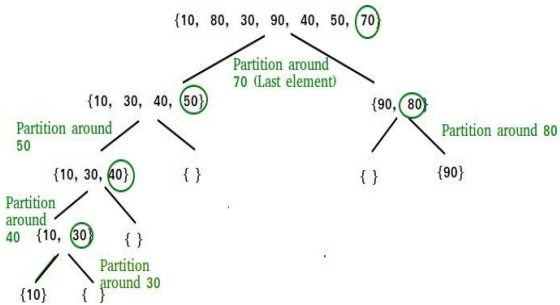 {10, 80, 30, 90, 40, 50, 70}
Partition around
70 (Last element)
{10, 30, 40, 50}
{90, 80}
Partition around
50
Partition around 80
{10, 30, 40}
{ }
{ }
{90}
Partition
around
40
{10, 30}
{ }
Partition
around 30
{10}
{ }